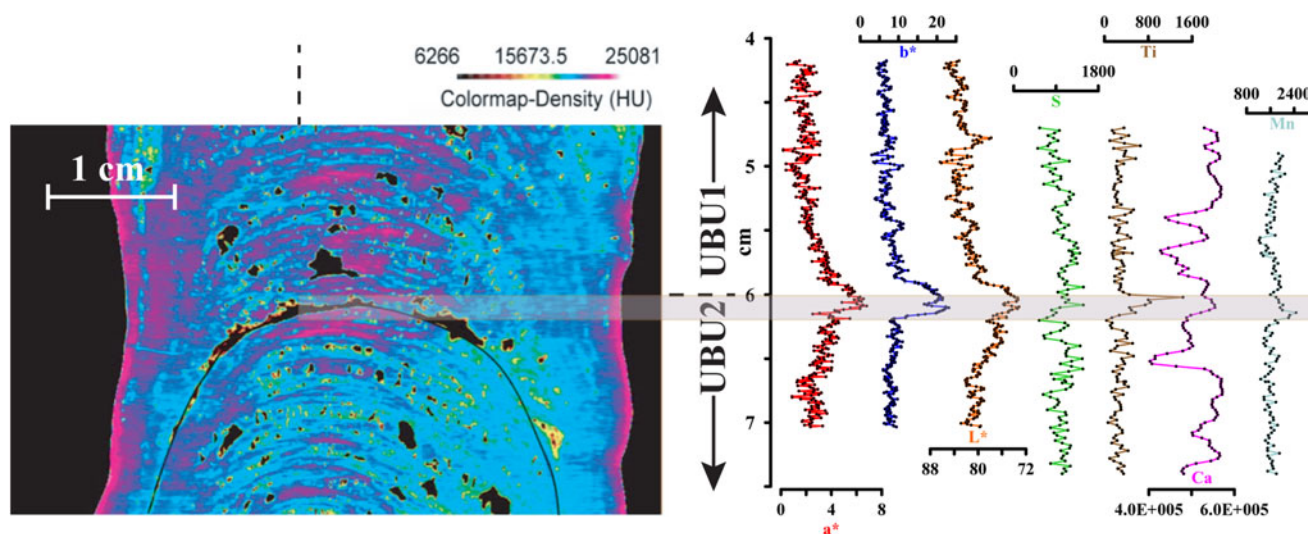 6266 15673.5 25081
Colormap-Density (HU)
1 cm
UBU1
UBU2
cm
4
5
6
7
0 10 20
b*
0 800 1600
Ti
0 1800
S
800 2400
Mn
L*
88 80 72
0 4 8
a*
Ca
4.0E+005 6.0E+005